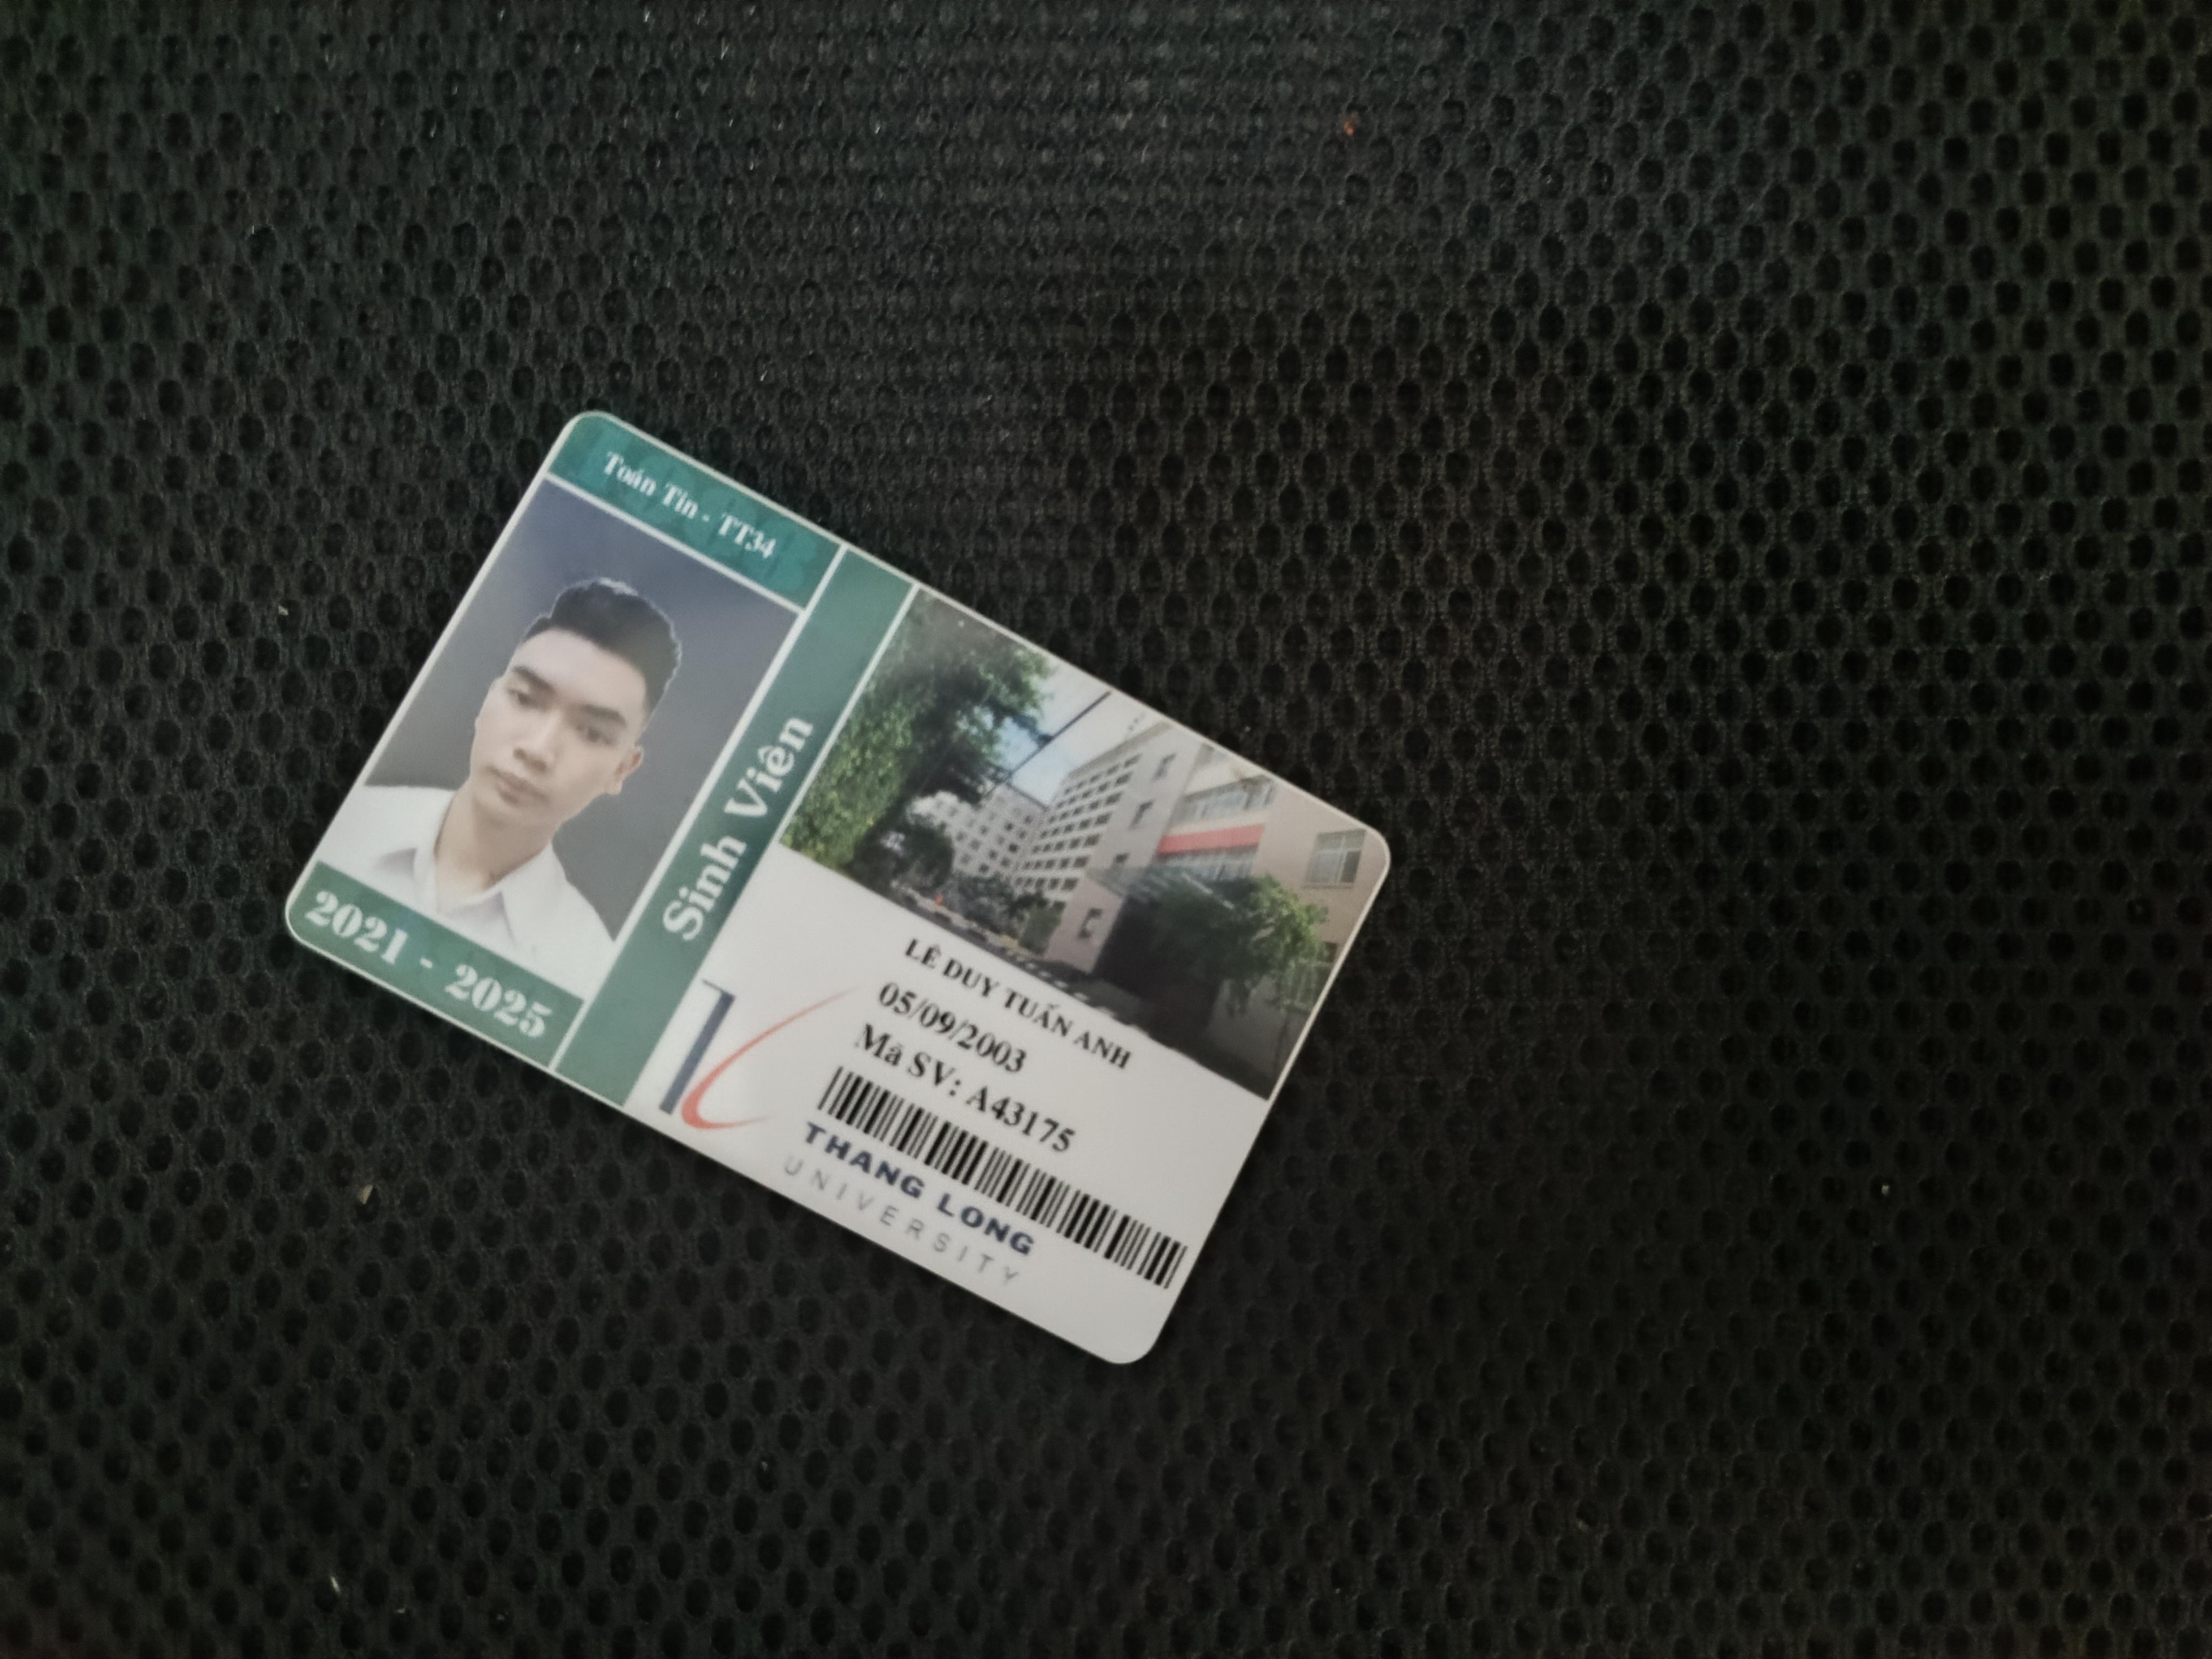 Toán Tin - TT34
2021 - 2025
Sinh Viên
LÊ DUY TUẤN ANH
05/09/2003
Mã SV: A43175
THANG LONG
UNIVERSITY